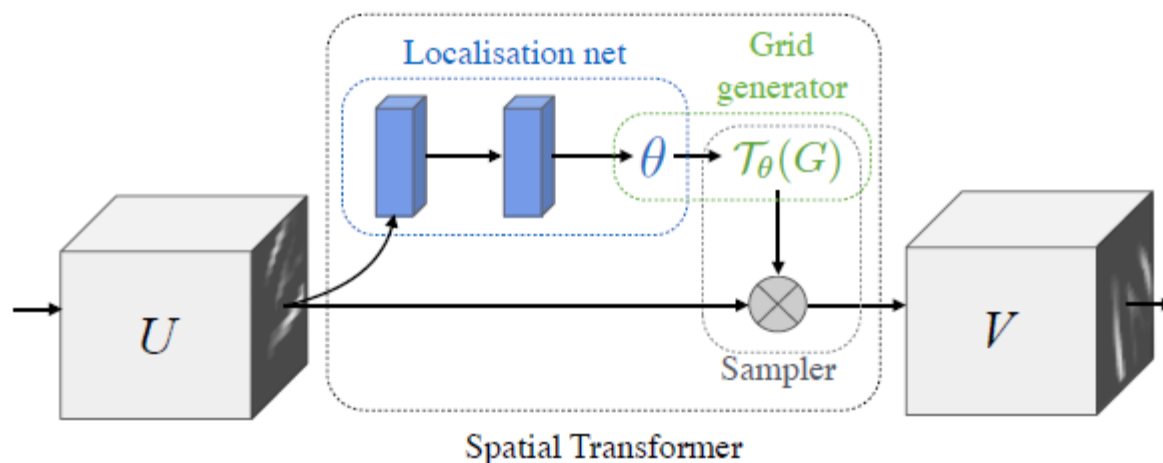 Localisation net
Grid
generator
θ
𝒯θ(G)
U
V
Sampler
Spatial Transformer